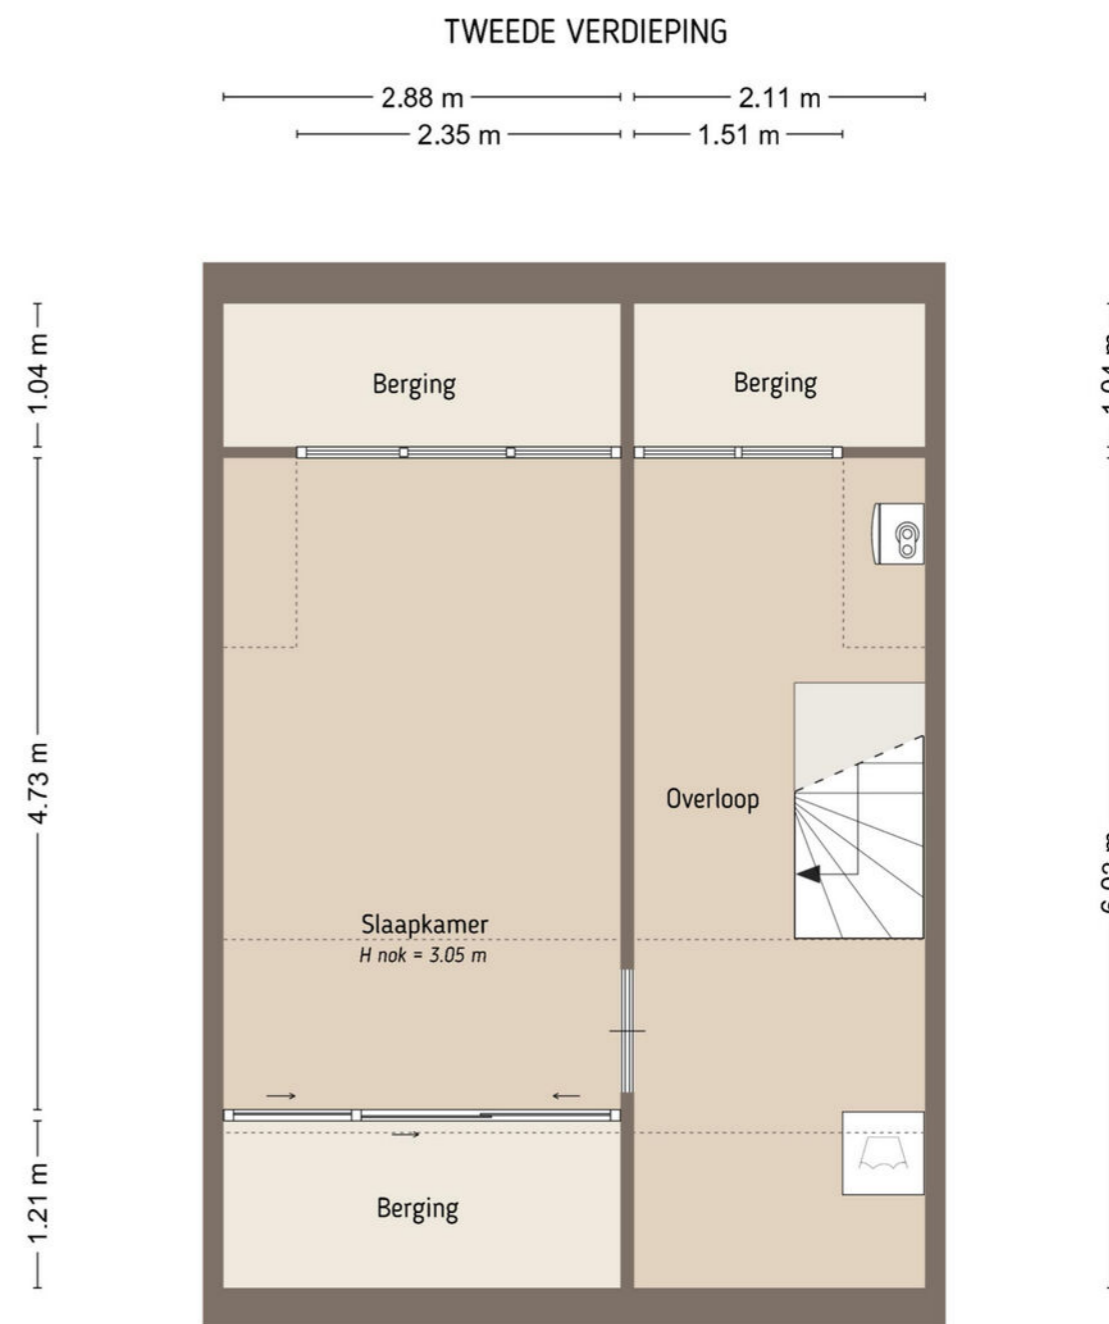 TWEEDE VERDIEPING
2.88 m
2.11 m
2.35 m
1.51 m
1.04 m
Berging
Berging
4.73 m
Overloop
Slaapkamer
H nok = 3.05 m
1.21 m
Berging